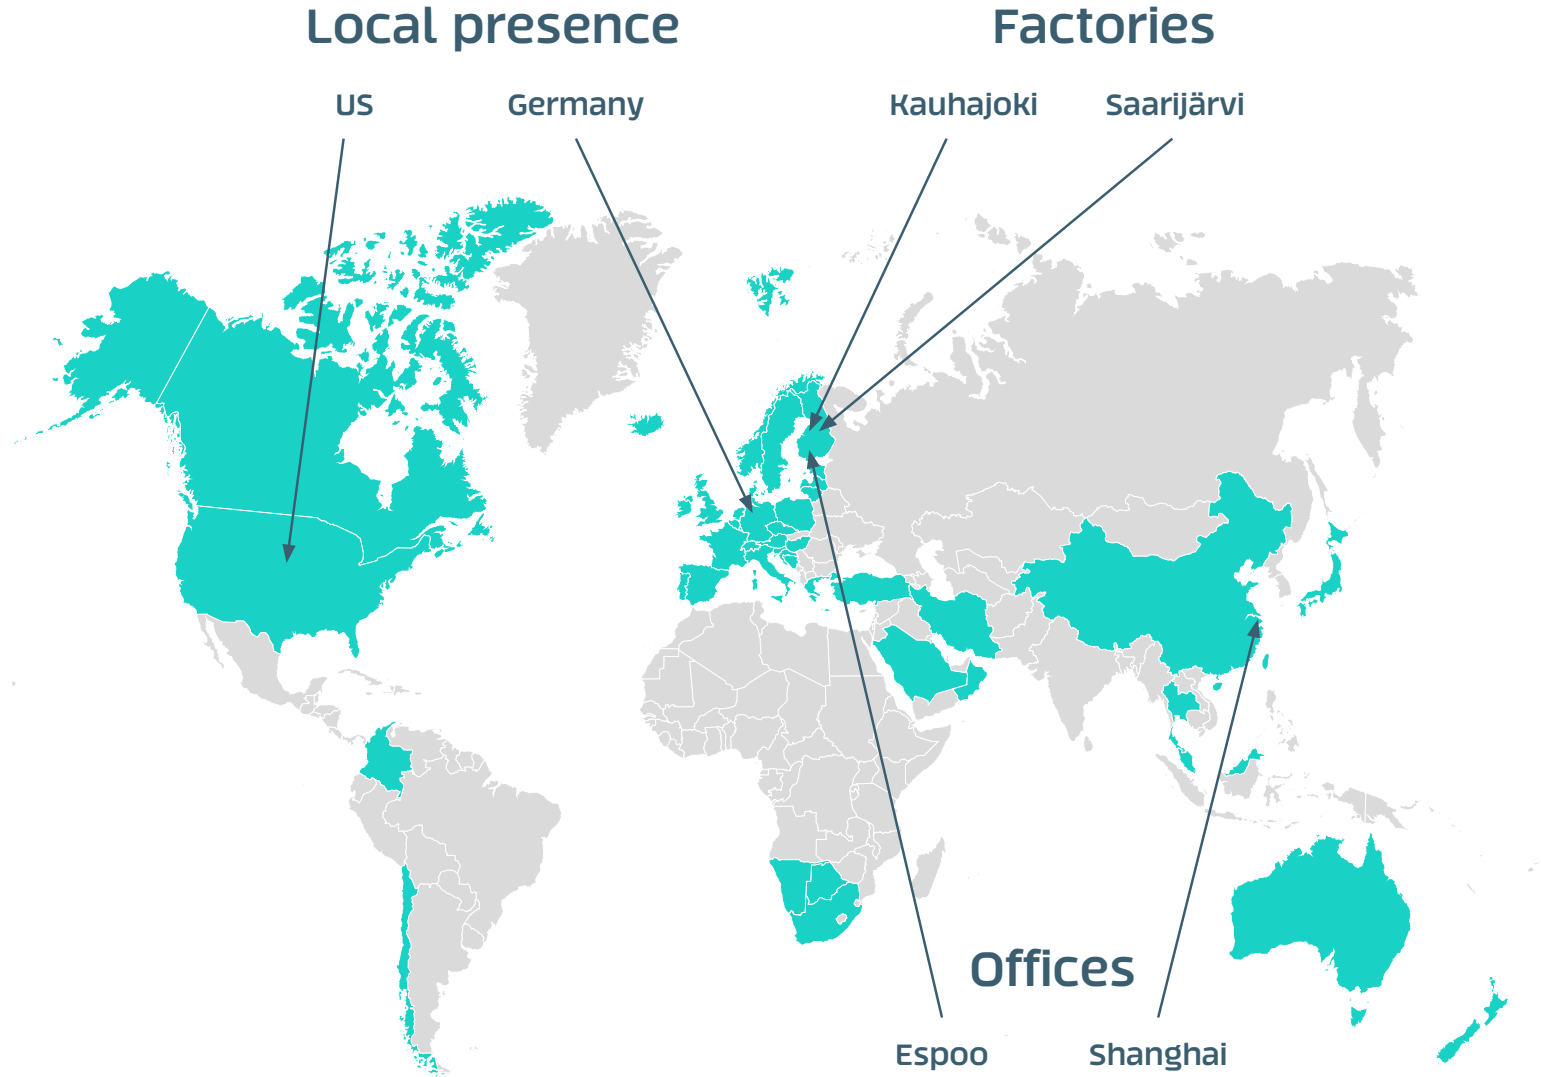 Local presence
Factories
US
Germany
Kauhajoki
Saarijärvi
Offices
Espoo
Shanghai